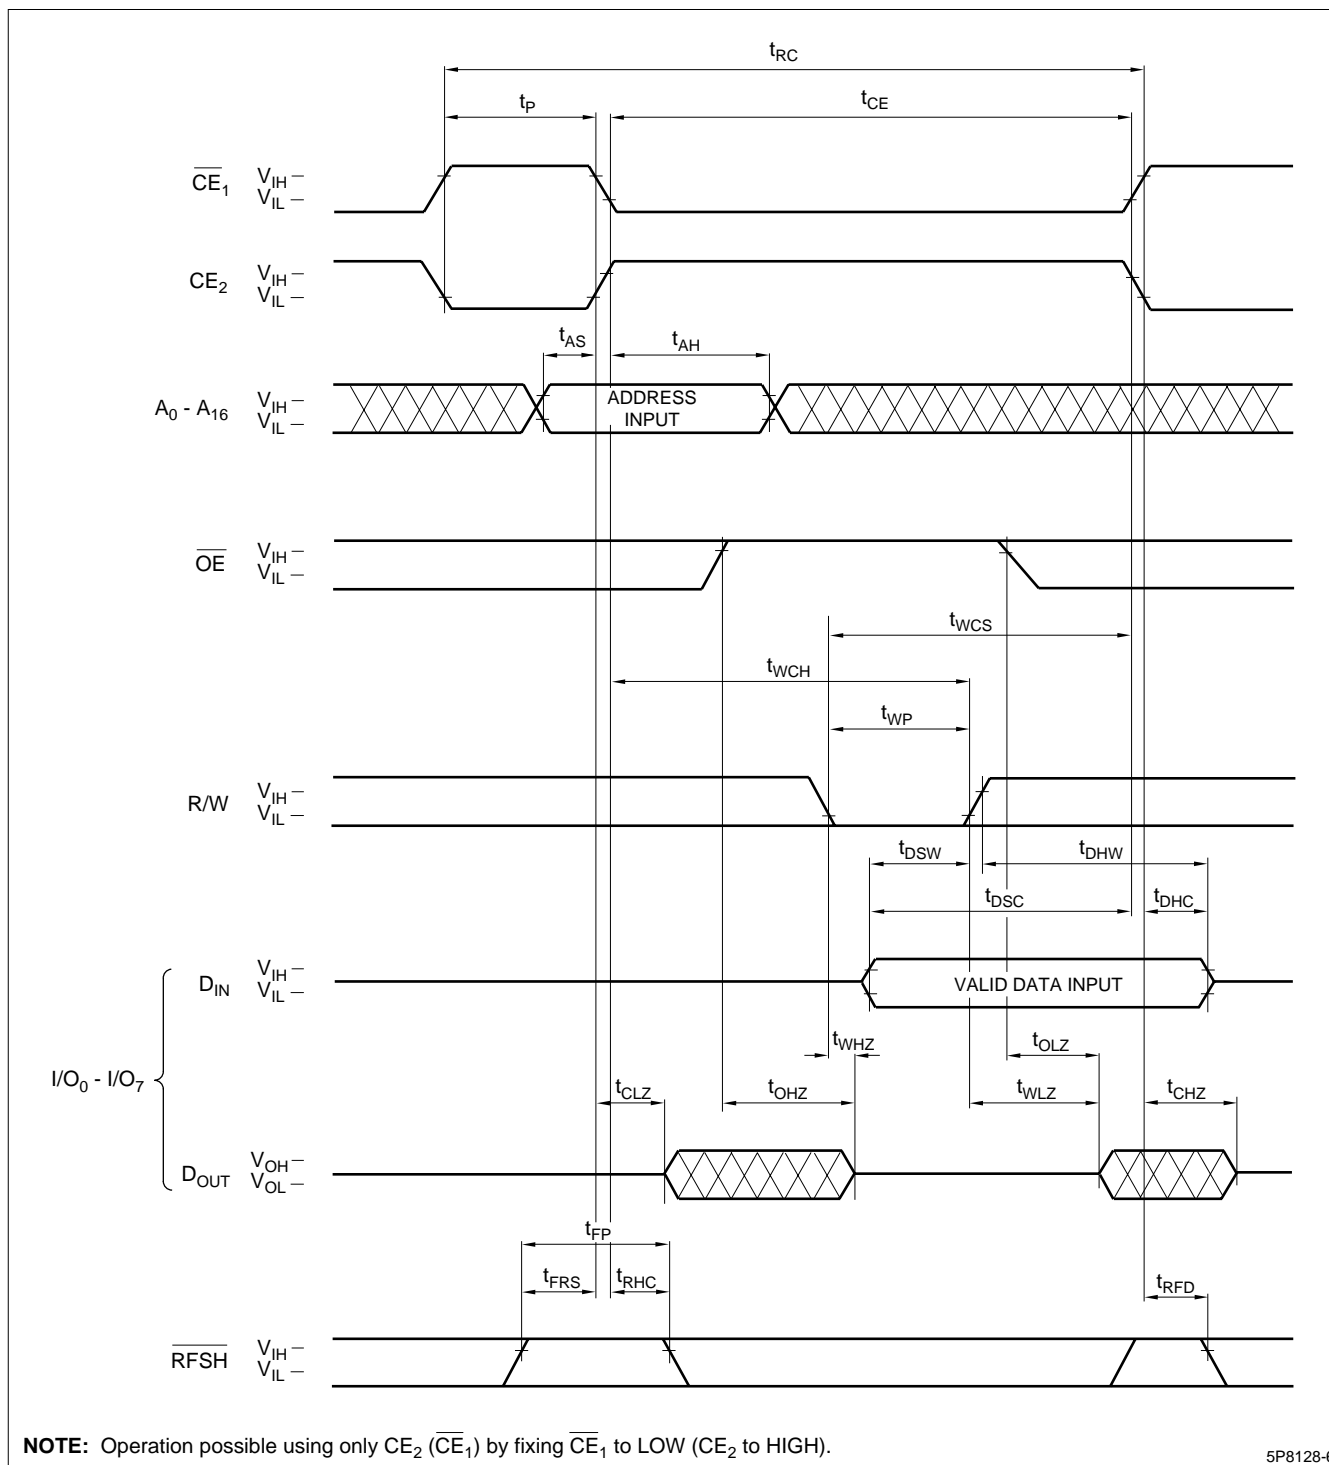 tRC
tP
tCE
CE1
VIH
VIL
CE2
VIH
VIL
tAS
tAH
A0 - A16
VIH
VIL
ADDRESS
INPUT
OE
VIH
VIL
tWCS
tWCH
tWP
R/W
VIH
VIL
tDSW
tDHW
tDSC
tDHC
DIN
VIH
VIL
VALID DATA INPUT
tWHZ
tOLZ
I/O0 - I/O7
tCLZ
tOHZ
tWLZ
tCHZ
DOUT
VOH
VOL
tFP
tFRS
tRHC
tRFD
RFSH
VIH
VIL
NOTE: Operation possible using only CE2 (CE1) by fixing CE1 to LOW (CE2 to HIGH).